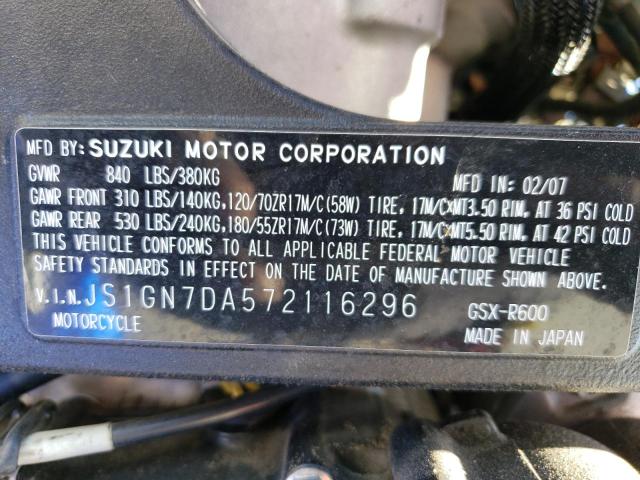 MFD BY: SUZUKI MOTOR CORPORATION
GVWR 840 LBS/380KG MFD IN: 02/07
GAWR FRONT 310 LBS/140KG, 120/70ZR17M/C(58W) TIRE, 17M/CXMT3.50 RIM, AT 36 PSI COLD
GAWR REAR 530 LBS/240KG, 180/55ZR17M/C(73W) TIRE, 17M/CXMT5.50 RIM, AT 42 PSI COLD
THIS VEHICLE CONFORMS TO ALL APPLICABLE FEDERAL MOTOR VEHICLE
SAFETY STANDARDS IN EFFECT ON THE DATE OF MANUFACTURE SHOWN ABOVE.
V.I.N. JS1GN7DA572116296 GSX-R600
MOTORCYCLE MADE IN JAPAN